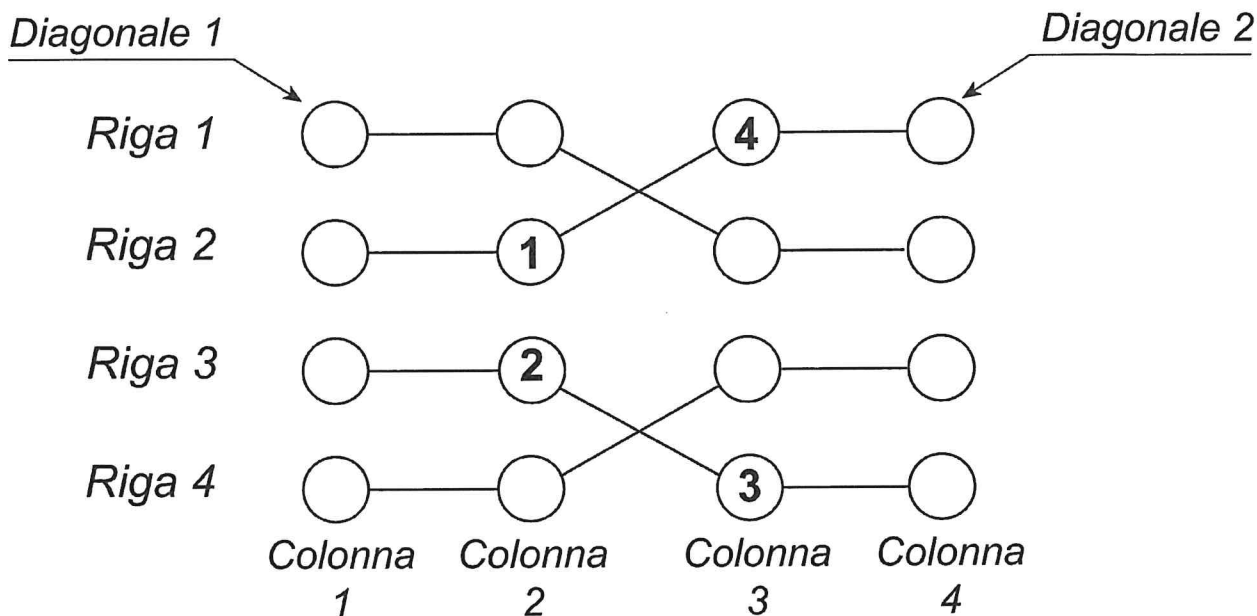 Diagonale 1
Diagonale 2
Riga 1
4
Riga 2
1
Riga 3
2
Riga 4
3
Colonna 1
Colonna 2
Colonna 3
Colonna 4